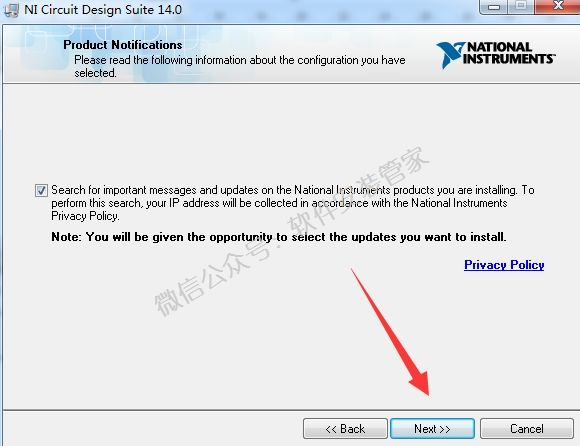 NI Circuit Design Suite 14.0
Product Notifications
Please read the following information about the configuration you have
selected.
NATIONAL
INSTRUMENTS™
Search for important messages and updates on the National Instruments products you are installing. To
perform this search, your IP address will be collected in accordance with the National Instruments
Privacy Policy.
Note: You will be given the opportunity to select the updates you want to install.
Privacy Policy
微信公众号：软件安装管家
<< Back
Next >>
Cancel